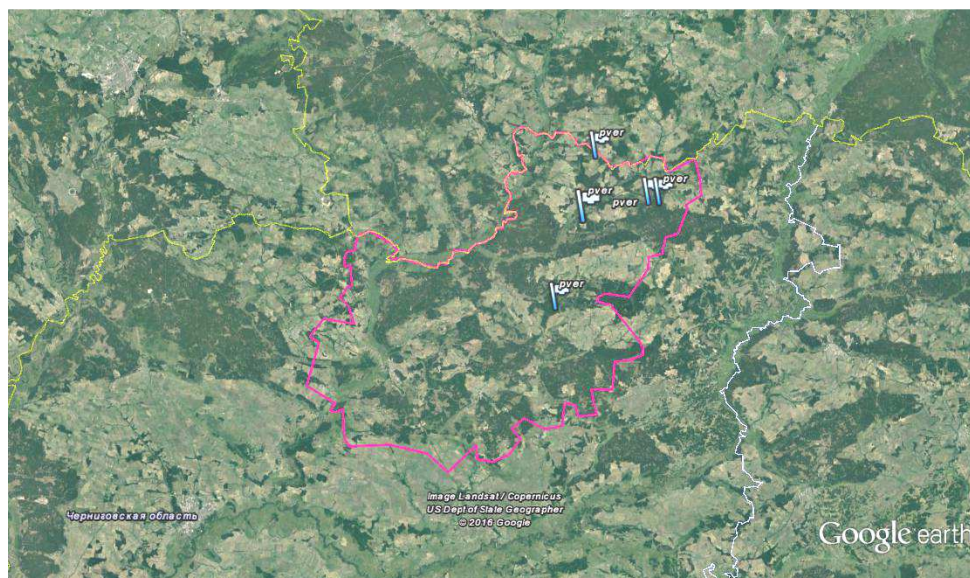 pver
pver
pver
pver
pver
Image Landsat / Copernicus
US Dept of State Geographer
© 2016 Google
Черниговская область
Google earth